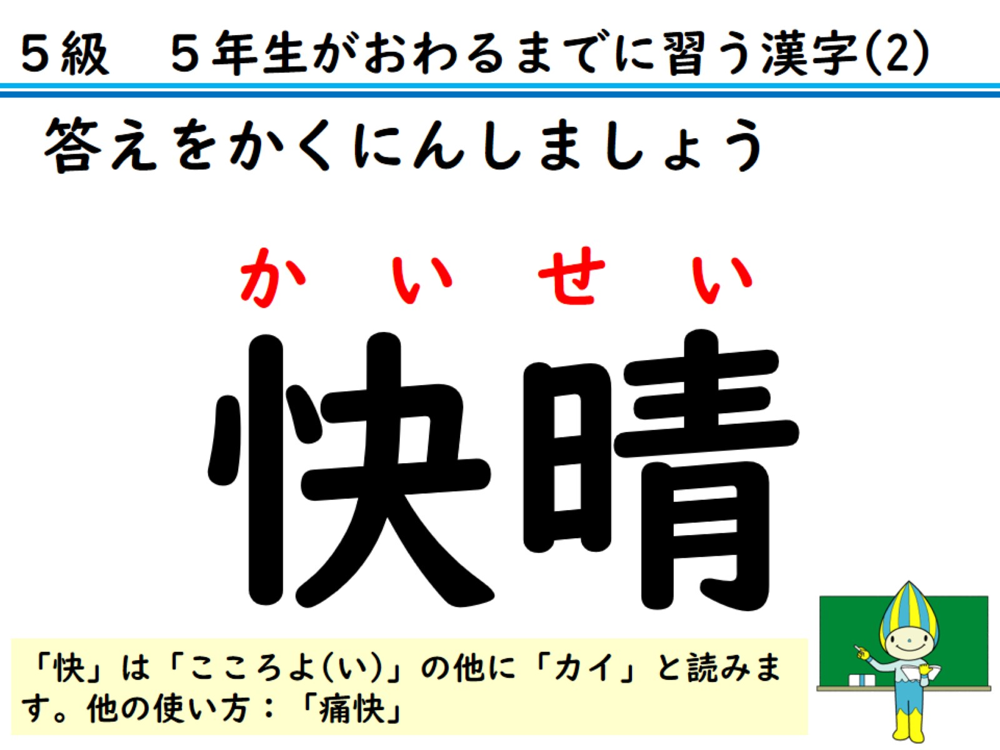 ５級　５年生がおわるまでに習う漢字(2)
答えをかくにんしましょう
かいせい
快晴
「快」は「こころよ(い)」の他に「カイ」と読みま
す。他の使い方：「痛快」